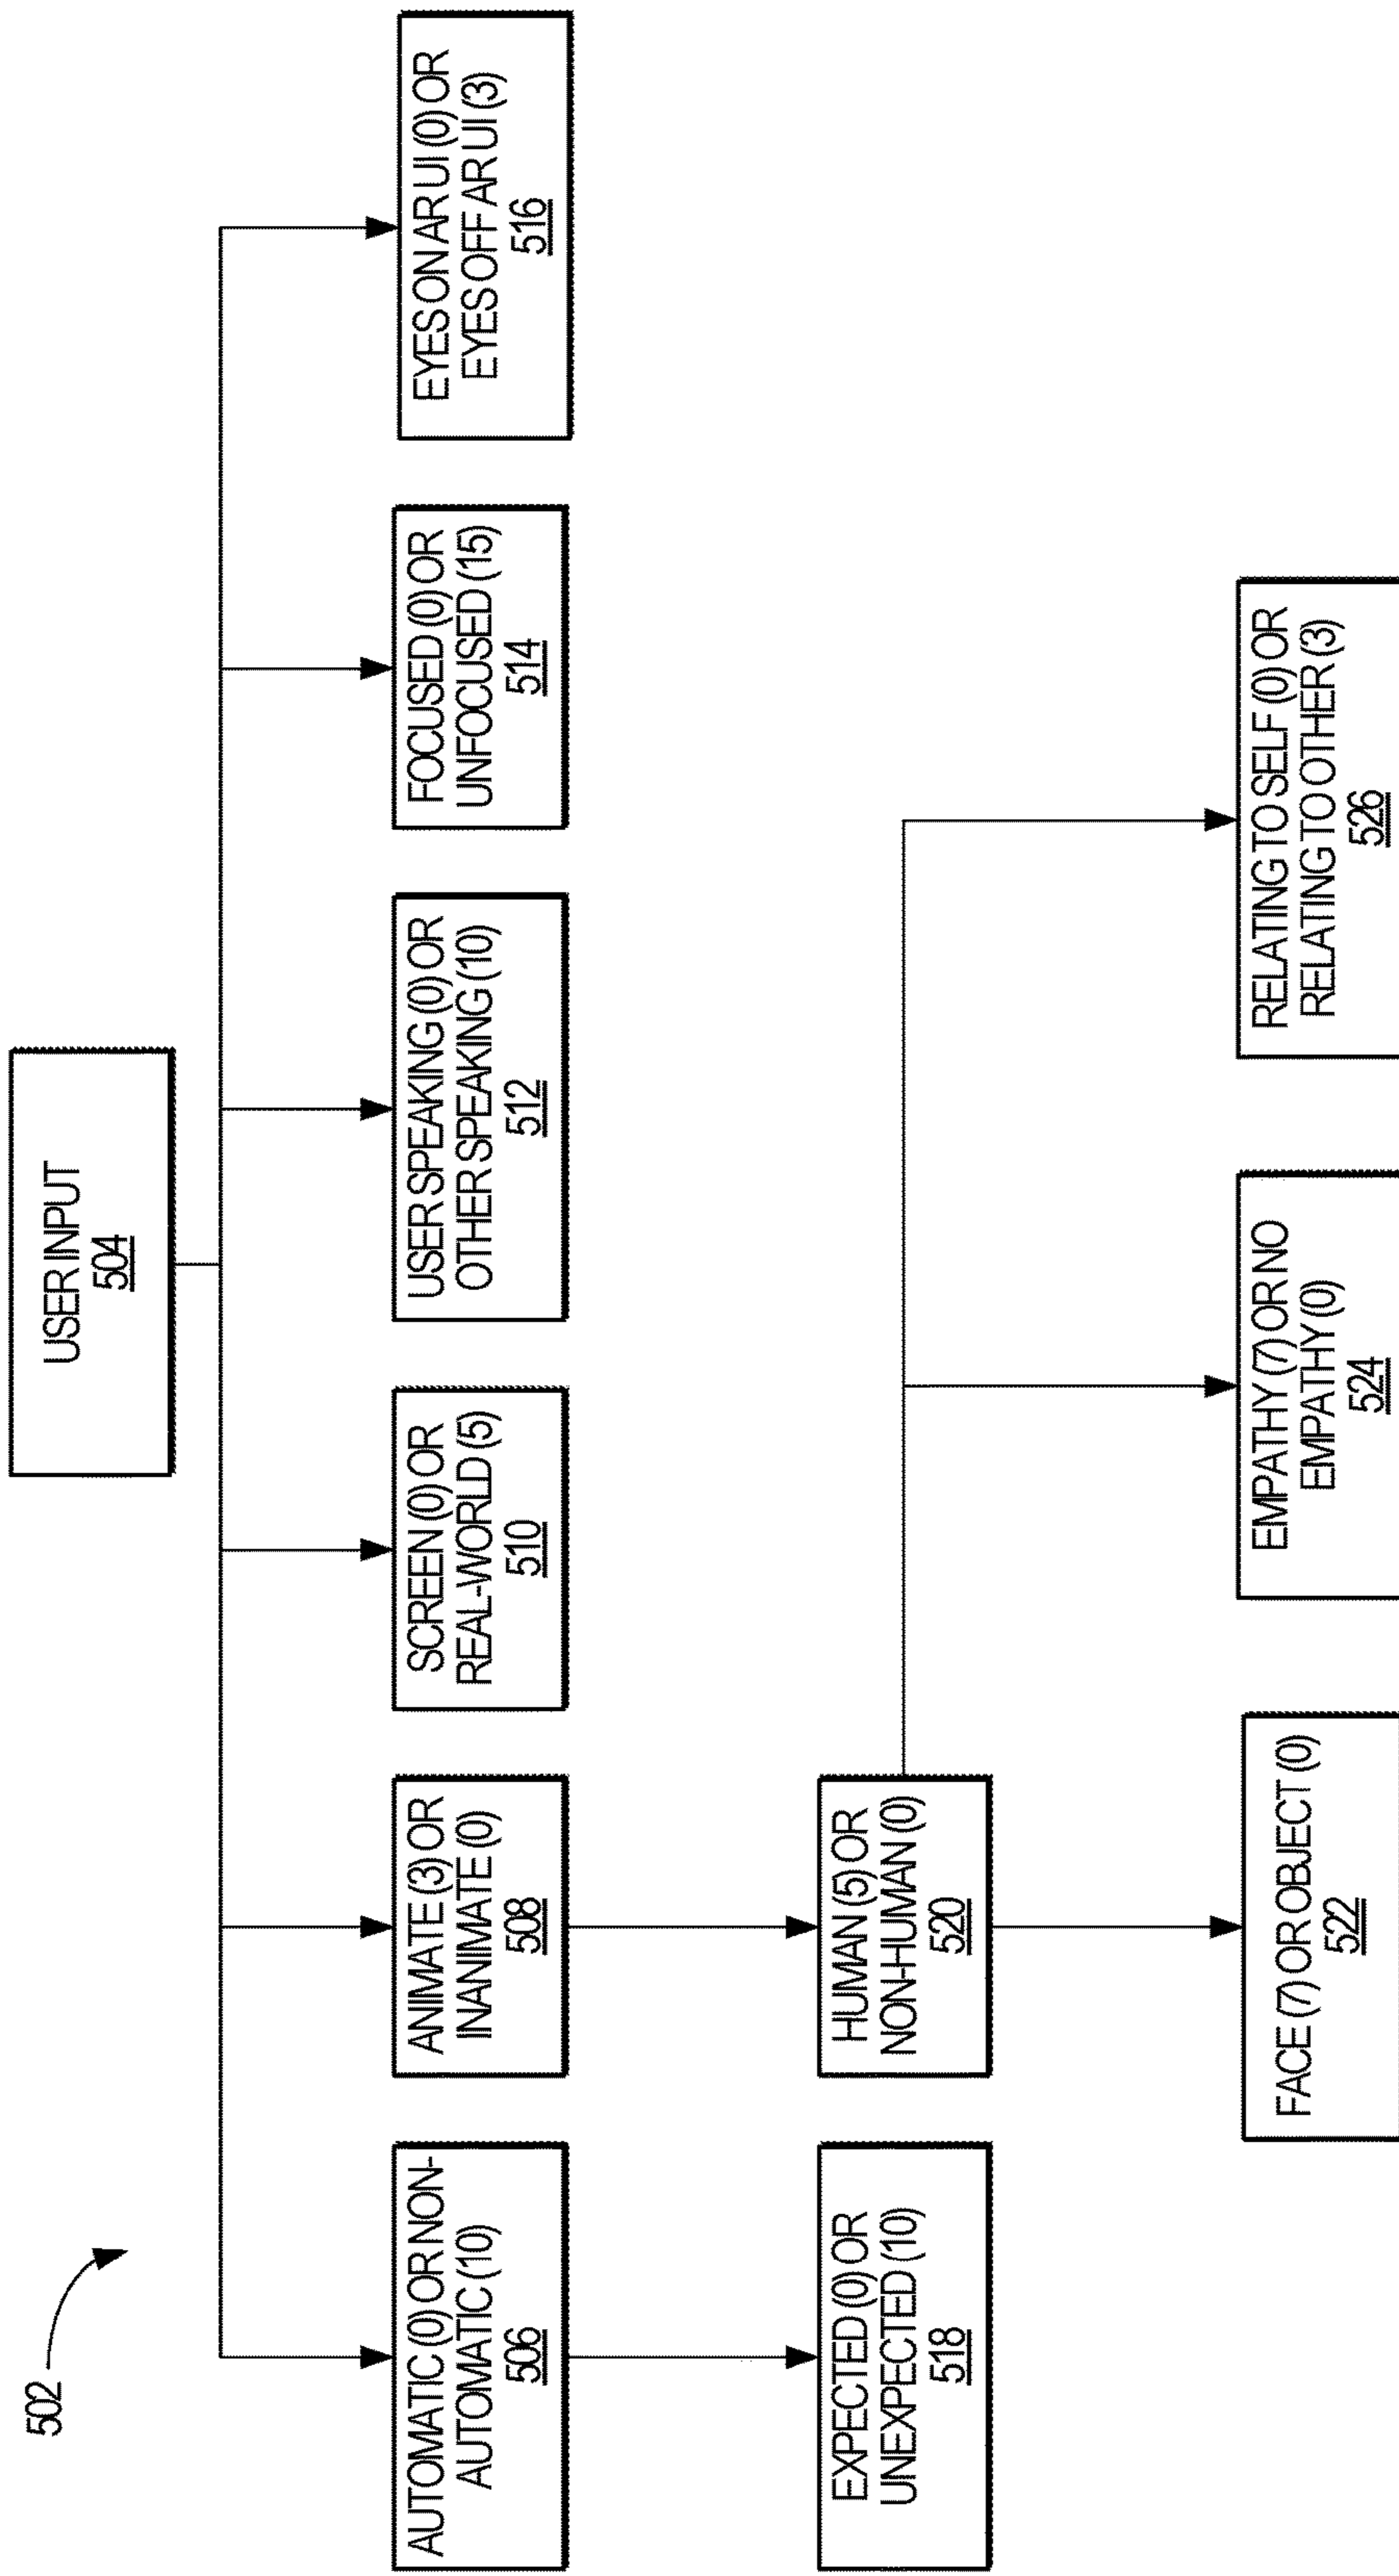 502
USER INPUT
504
AUTOMATIC (0) OR NON-
AUTOMATIC (10)
506
ANIMATE (3) OR
INANIMATE (0)
508
SCREEN (0) OR
REAL-WORLD (5)
510
USER SPEAKING (0) OR
OTHER SPEAKING (10)
512
FOCUSED (0) OR
UNFOCUSED (15)
514
EYES ON AR UI (0) OR
EYES OFF AR UI (3)
516
EXPECTED (0) OR
UNEXPECTED (10)
518
HUMAN (5) OR
NON-HUMAN (0)
520
FACE (7) OR OBJECT (0)
522
EMPATHY (7) OR NO
EMPATHY (0)
524
RELATING TO SELF (0) OR
RELATING TO OTHER (3)
526